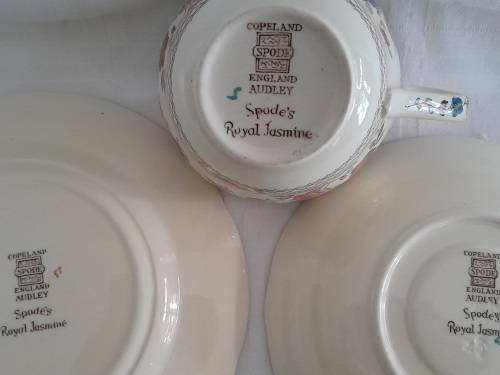 COPELAND
SPODE
ENGLAND
AUDLEY
Spode's
Royal Jasmine
COPELAND
SPODE
ENGLAND
AUDLEY
Spode's
Royal Jasmine
COPELAND
SPODE
ENGLAND
AUDLEY
Spode's
Royal Jasmine